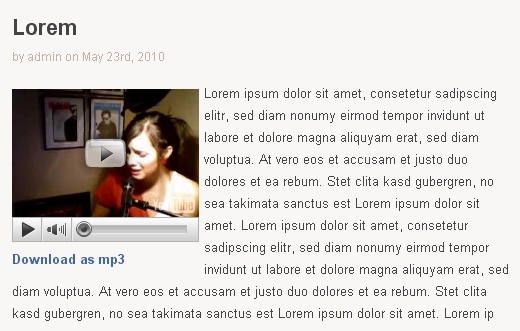 Lorem
by admin on May 23rd, 2010
Lorem ipsum dolor sit amet, consetetur sadipscing
elitr, sed diam nonumy eirmod tempor invidunt ut
labore et dolore magna aliquyam erat, sed diam
voluptua. At vero eos et accusam et justo duo
dolores et ea rebum. Stet clita kasd gubergren, no
sea takimata sanctus est Lorem ipsum dolor sit
amet. Lorem ipsum dolor sit amet, consetetur
sadipscing elitr, sed diam nonumy eirmod tempor
invidunt ut labore et dolore magna aliquyam erat, sed
diam voluptua. At vero eos et accusam et justo duo dolores et ea rebum. Stet clita
kasd gubergren, no sea takimata sanctus est Lorem ipsum dolor sit amet. Lorem ip
YouTube
Download as mp3